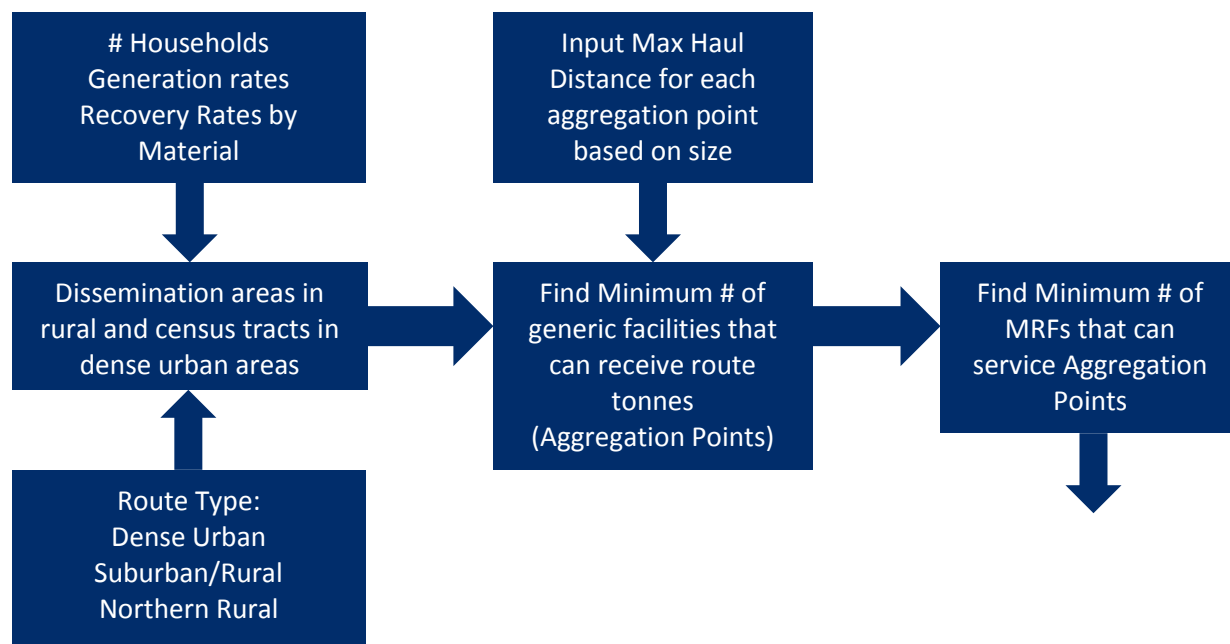 # Households
Generation rates
Recovery Rates by
Material
Input Max Haul
Distance for each
aggregation point
based on size
Dissemination areas in
rural and census tracts in
dense urban areas
Find Minimum # of
generic facilities that
can receive route
tonnes
(Aggregation Points)
Find Minimum # of
MRFs that can
service Aggregation
Points
Route Type:
Dense Urban
Suburban/Rural
Northern Rural